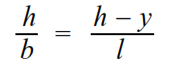 h/b = (h − y)/l